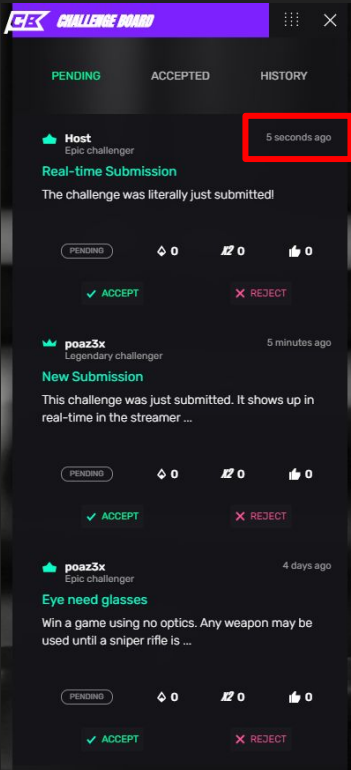 CB CHALLENGE BOARD
PENDING ACCEPTED HISTORY
Host 5 seconds ago
Epic challenger
Real-time Submission
The challenge was literally just submitted!
PENDING 0 X2 0 0
ACCEPT REJECT
poaz3x 5 minutes ago
Legendary challenger
New Submission
This challenge was just submitted. It shows up in
real-time in the streamer ...
PENDING 0 X2 0 0
ACCEPT REJECT
poaz3x 4 days ago
Epic challenger
Eye need glasses
Win a game using no optics. Any weapon may be
used until a sniper rifle is ...
PENDING 0 X2 0 0
ACCEPT REJECT